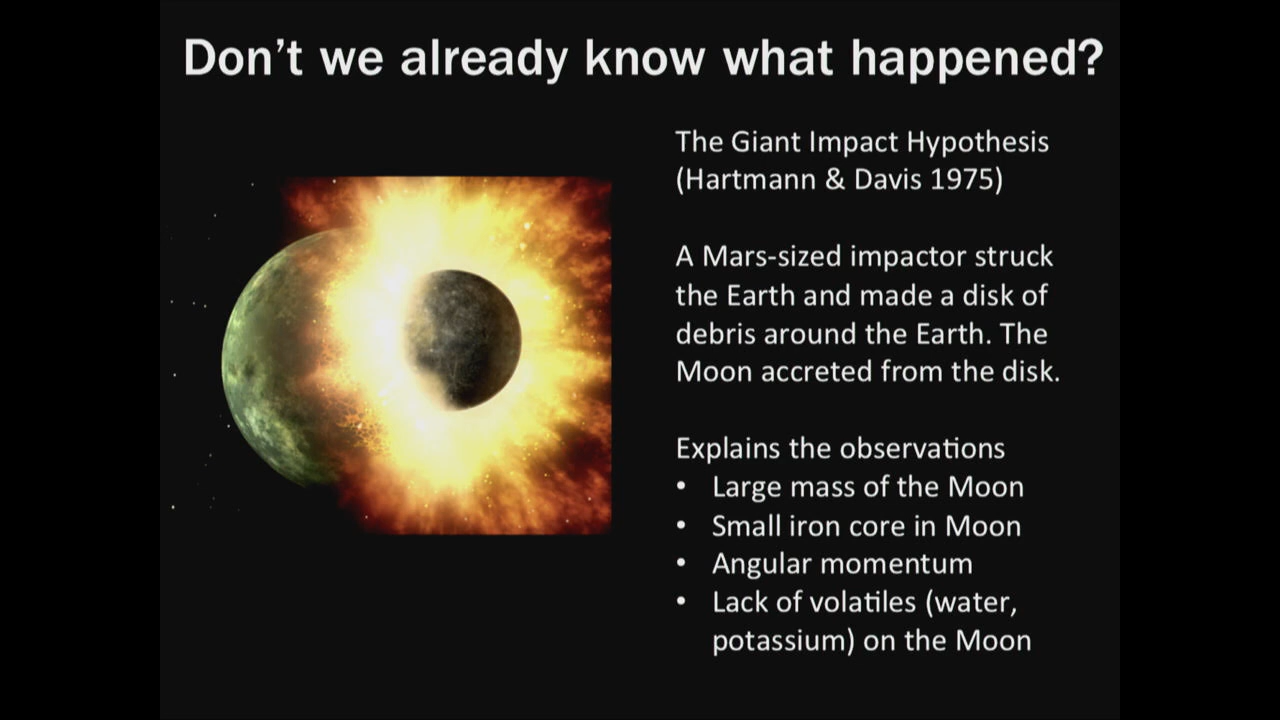 Don't we already know what happened?
The Giant Impact Hypothesis
(Hartmann & Davis 1975)
A Mars-sized impactor struck
the Earth and made a disk of
debris around the Earth. The
Moon accreted from the disk.
Explains the observations
• Large mass of the Moon
• Small iron core in Moon
• Angular momentum
• Lack of volatiles (water,
potassium) on the Moon